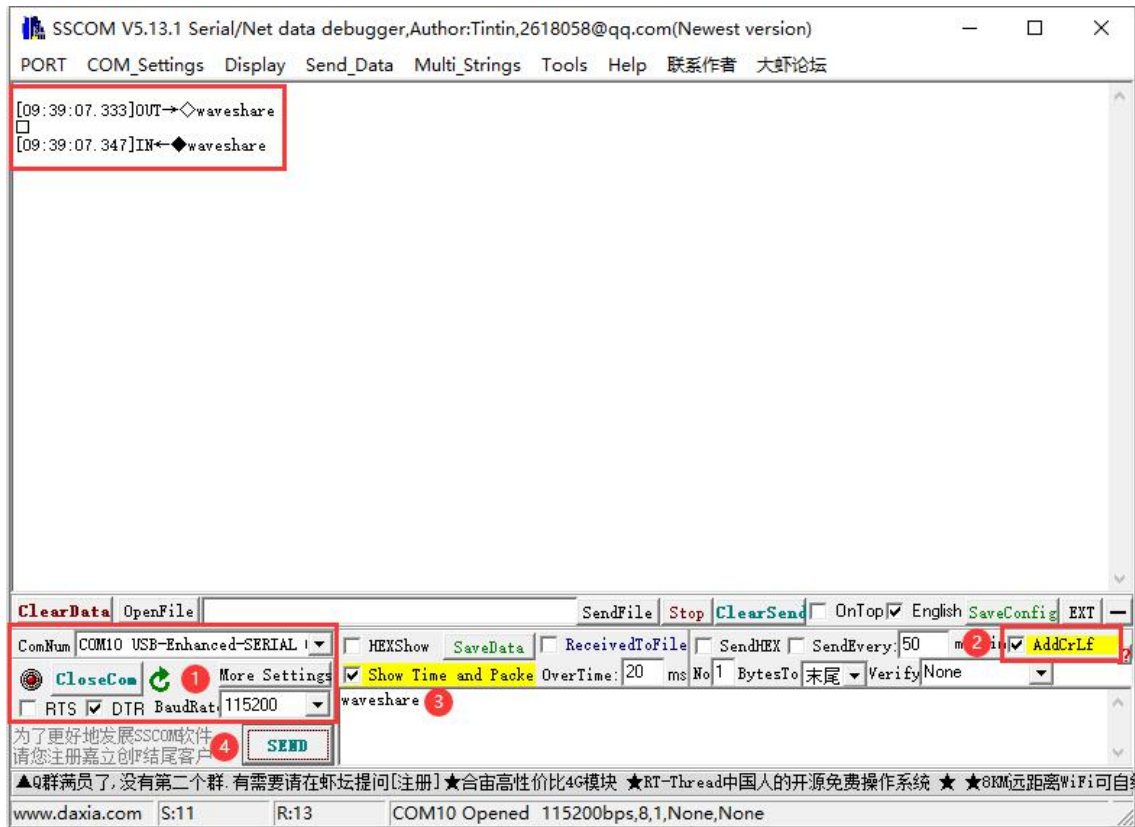 SSCOM V5.13.1 Serial/Net data debugger,Author:Tintin,2618058@qq.com(Newest version)
PORT COM_Settings Display Send_Data Multi_Strings Tools Help 联系作者 大虾论坛
[09:39:07.333]OUT→◇waveshare
□
[09:39:07.347]IN←◆waveshare
ClearData OpenFile SendFile Stop ClearSend OnTop English SaveConfig EXT —
ComNum COM10 USB-Enhanced-SERIAL HEXShow SaveData ReceivedToFile SendHEX SendEvery: 50 2 AddCrLf
CloseCom 1 More Settings Show Time and Packe OverTime: 20 ms No 1 BytesTo 末尾 Verify None ?
RTS DTR BaudRat 115200 waveshare 3
为了更好地发展SSCOM软件
请您注册嘉立创F结尾客户 4 SEND
▲Q群满员了,没有第二个群.有需要请在虾坛提问[注册]★合宙高性价比4G模块 ★RT-Thread中国人的开源免费操作系统 ★ ★8KM远距离WiFi可自
www.daxia.com S:11 R:13 COM10 Opened 115200bps,8,1,None,None